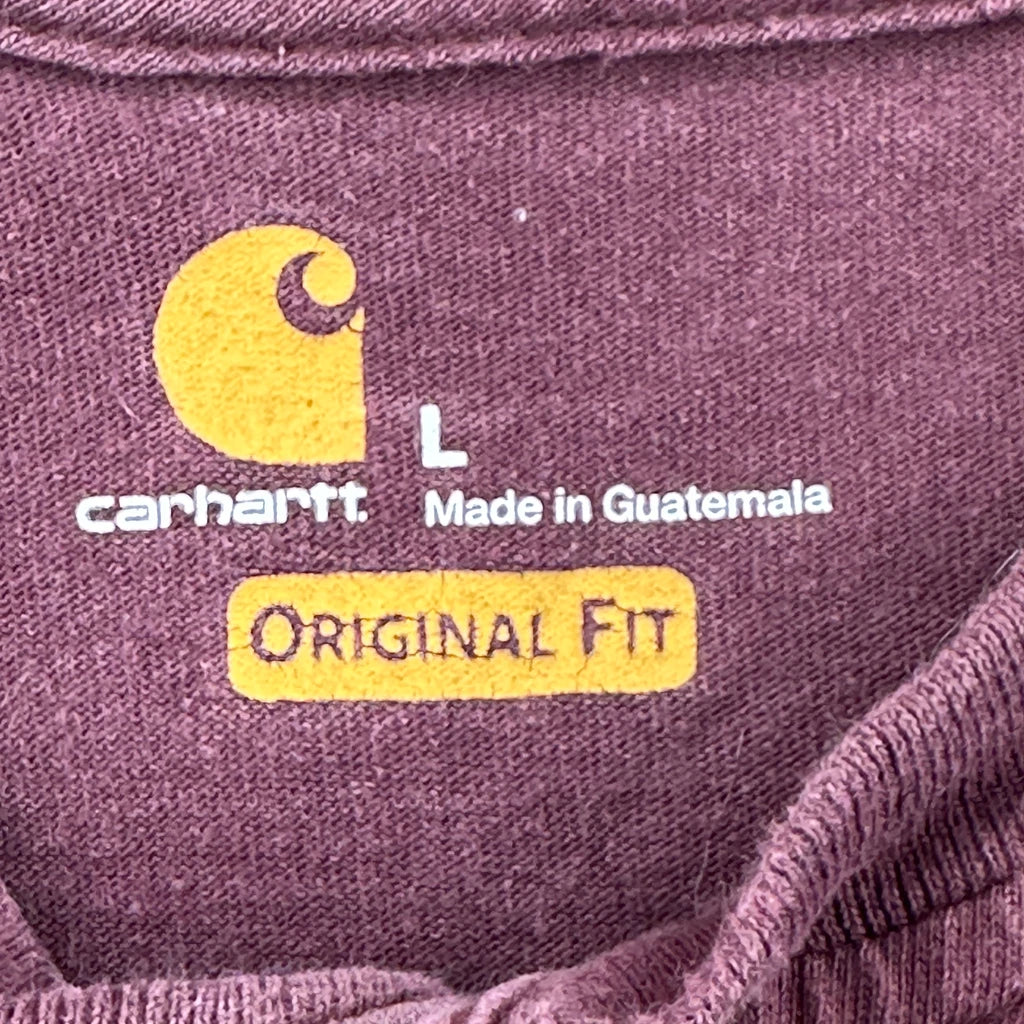 L
carhartt.
Made in Guatemala
ORIGINAL FIT